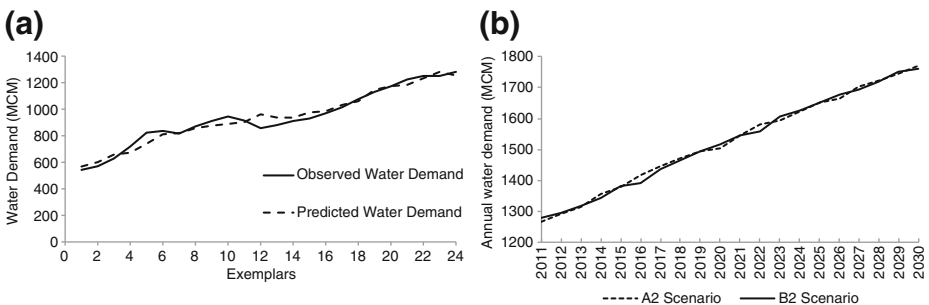 (a)
1400
1200
1000
800
600
400
200
0
Water Demand (MCM)
0 2 4 6 8 10 12 14 16 18 20 22 24
Exemplars
Observed Water Demand
Predicted Water Demand
(b)
1800
1700
1600
1500
1400
1300
1200
Annual water demand (MCM)
2011 2012 2013 2014 2015 2016 2017 2018 2019 2020 2021 2022 2023 2024 2025 2026 2027 2028 2029 2030
A2 Scenario B2 Scenario